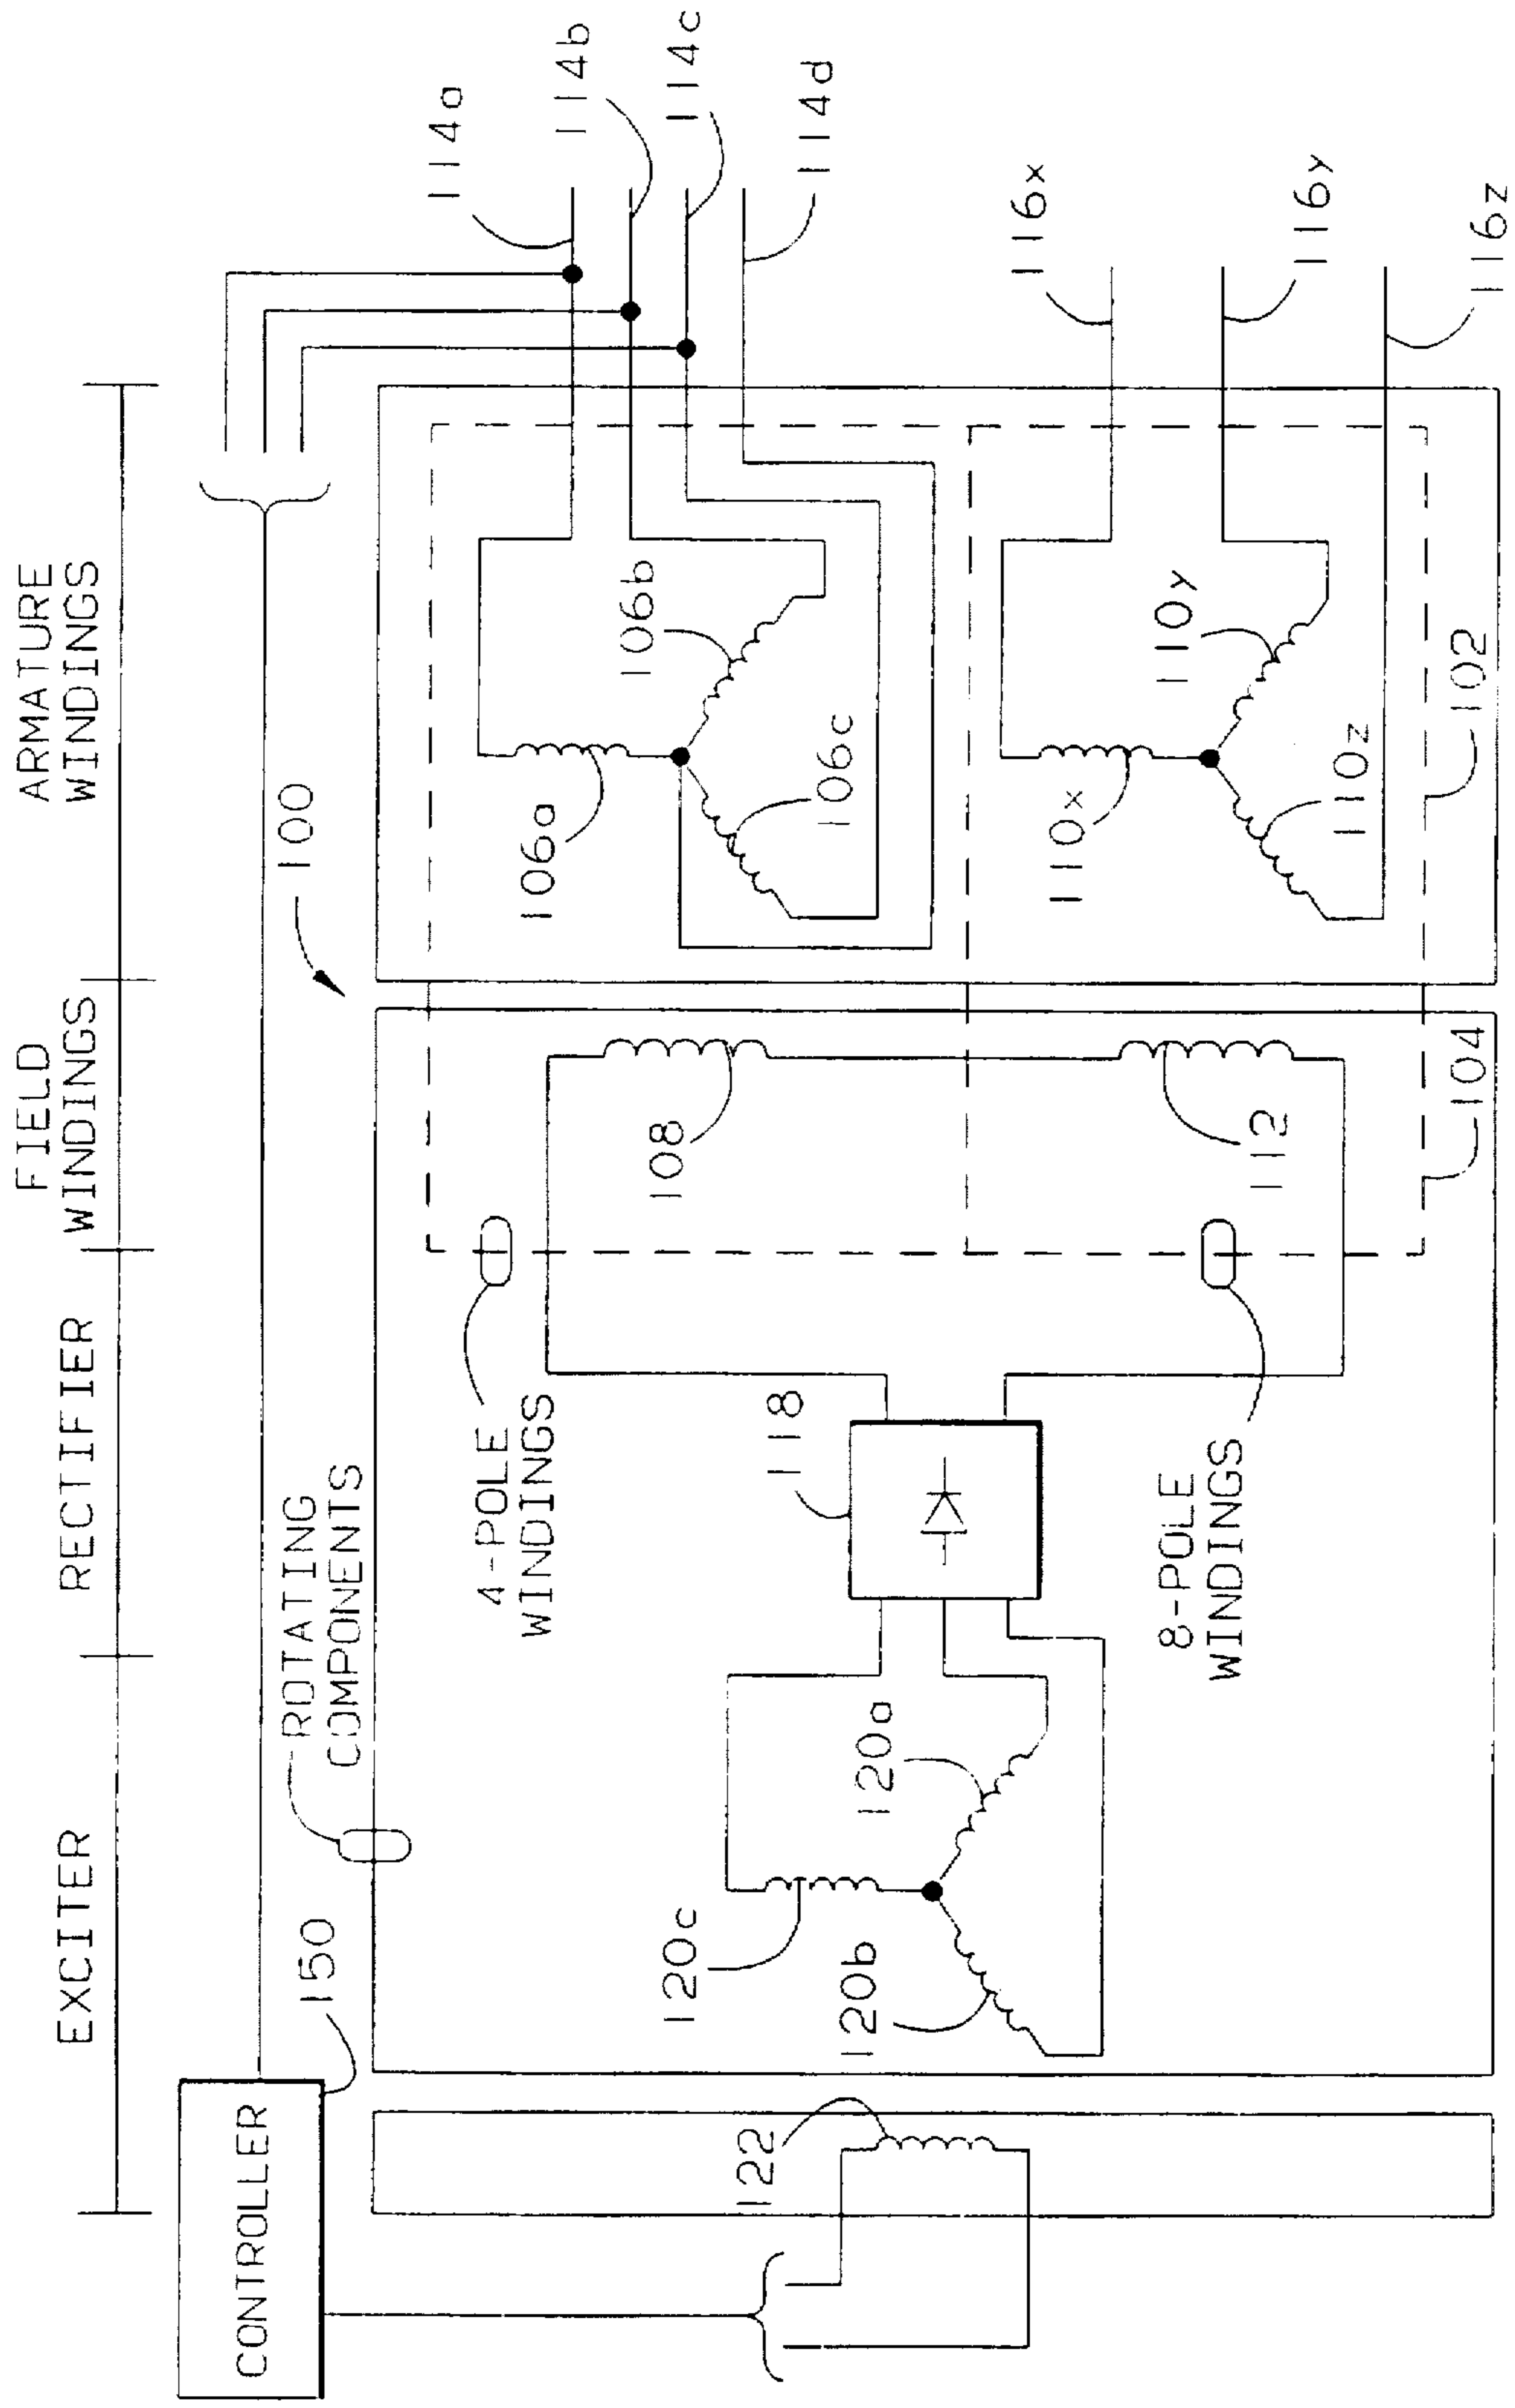 EXCITER
RECTIFIER
FIELD
WINDINGS
ARMATURE
WINDINGS
CONTROLLER
150
ROTATING
COMPONENTS
100
114a
114b
114c
114d
4-POLE
WINDINGS
106a
106b
106c
108
118
120c
120a
120b
122
8-POLE
WINDINGS
112
110x
110y
110z
116x
116y
116z
104
102